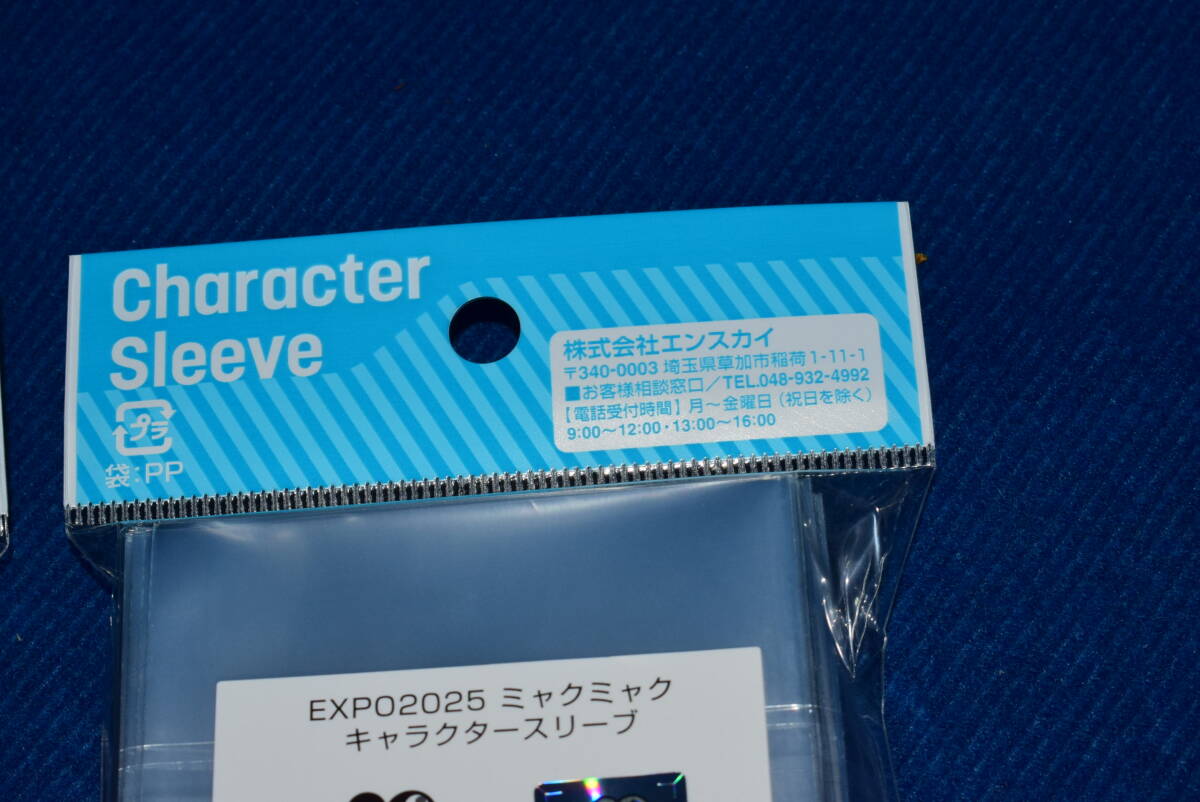 Character
Sleeve
プラ
袋:PP
株式会社エンスカイ
〒340-0003 埼玉県草加市稲荷1-11-1
■お客様相談窓口/TEL.048-932-4992
【電話受付時間】月〜金曜日(祝日を除く)
9:00〜12:00・13:00〜16:00
EXPO2025 ミャクミャク
キャラクタースリーブ